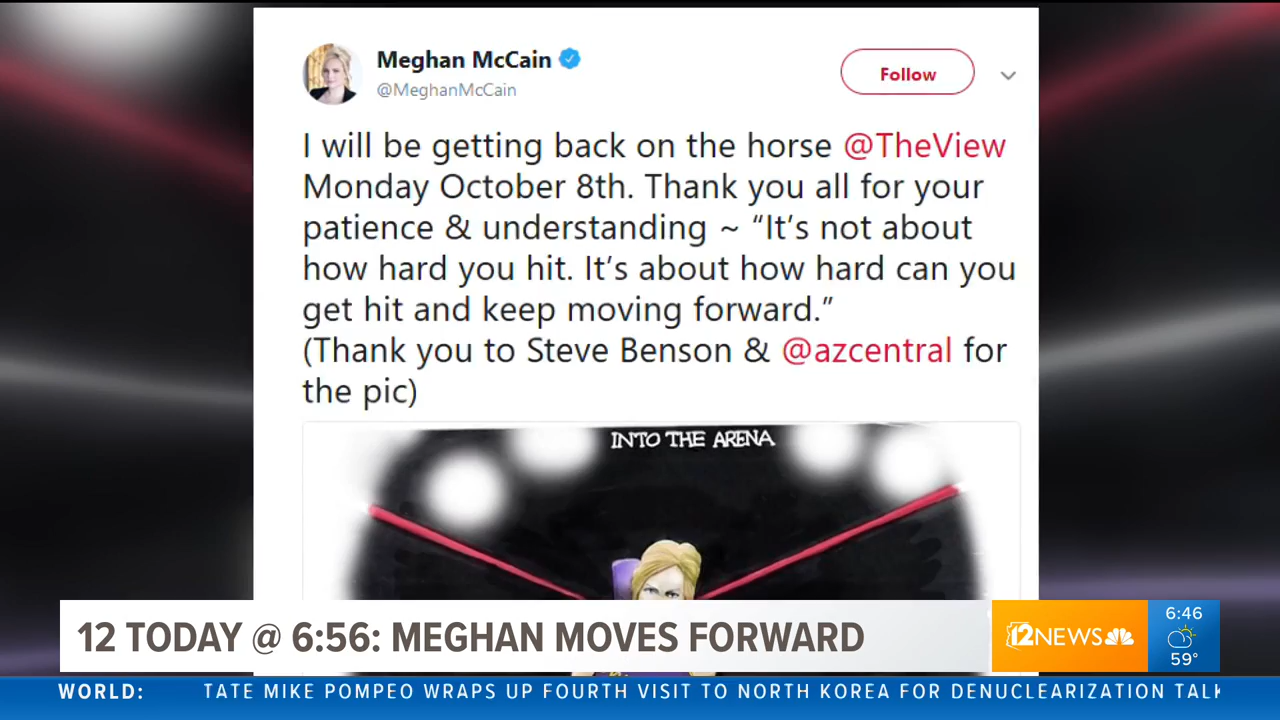 Meghan McCain
@MeghanMcCain
Follow
I will be getting back on the horse @TheView
Monday October 8th. Thank you all for your
patience & understanding ~ “It’s not about
how hard you hit. It’s about how hard can you
get hit and keep moving forward.”
(Thank you to Steve Benson & @azcentral for
the pic)
INTO THE ARENA
12 TODAY @ 6:56: MEGHAN MOVES FORWARD
12NEWS
6:46
59°
WORLD: TATE MIKE POMPEO WRAPS UP FOURTH VISIT TO NORTH KOREA FOR DENUCLEARIZATION TALK